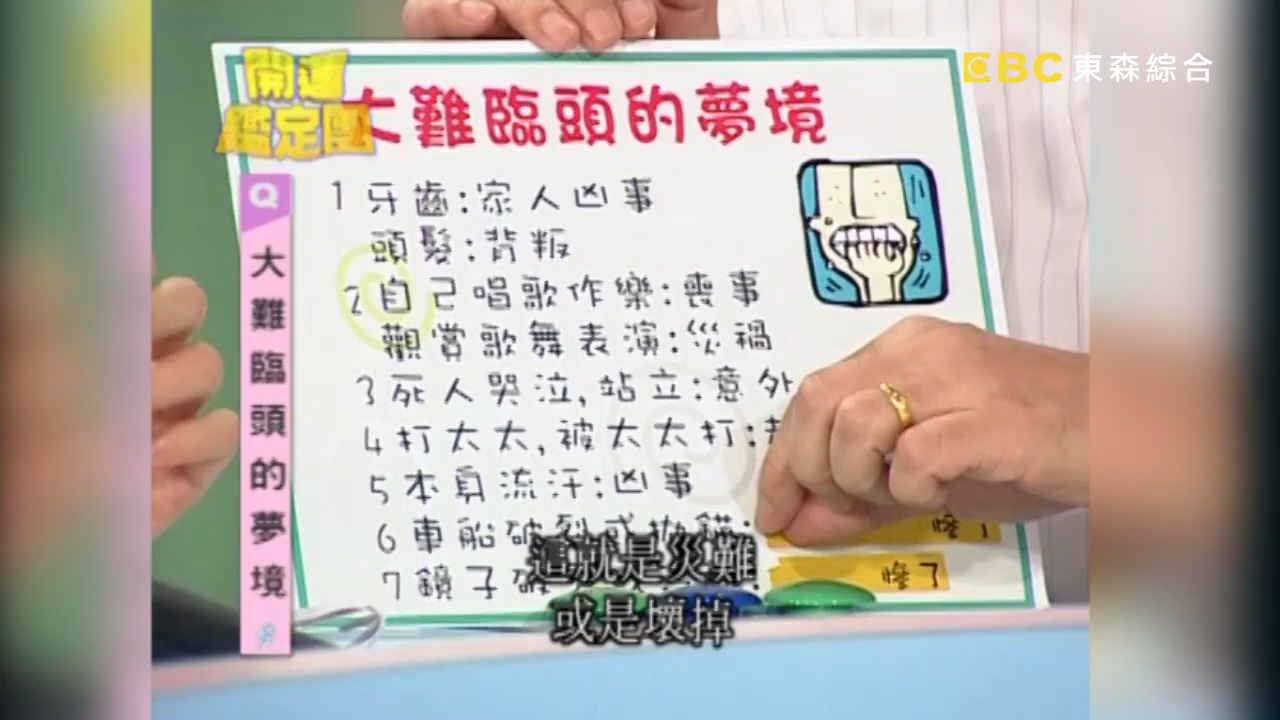 EBC 東森綜合
開運
鑑定團
大難臨頭的夢境
Q 大難臨頭的夢境
1 牙齒:家人凶事
頭髮:背叛
2 自己唱歌作樂:喪事
觀賞歌舞表演:災禍
3 死人哭泣,站立:意外
4 打太太,被太太打:
5 本身流汗:凶事
6 車船破裂或拋錨:慘了
7 鏡子破
慘了
這就是災難
或是壞掉